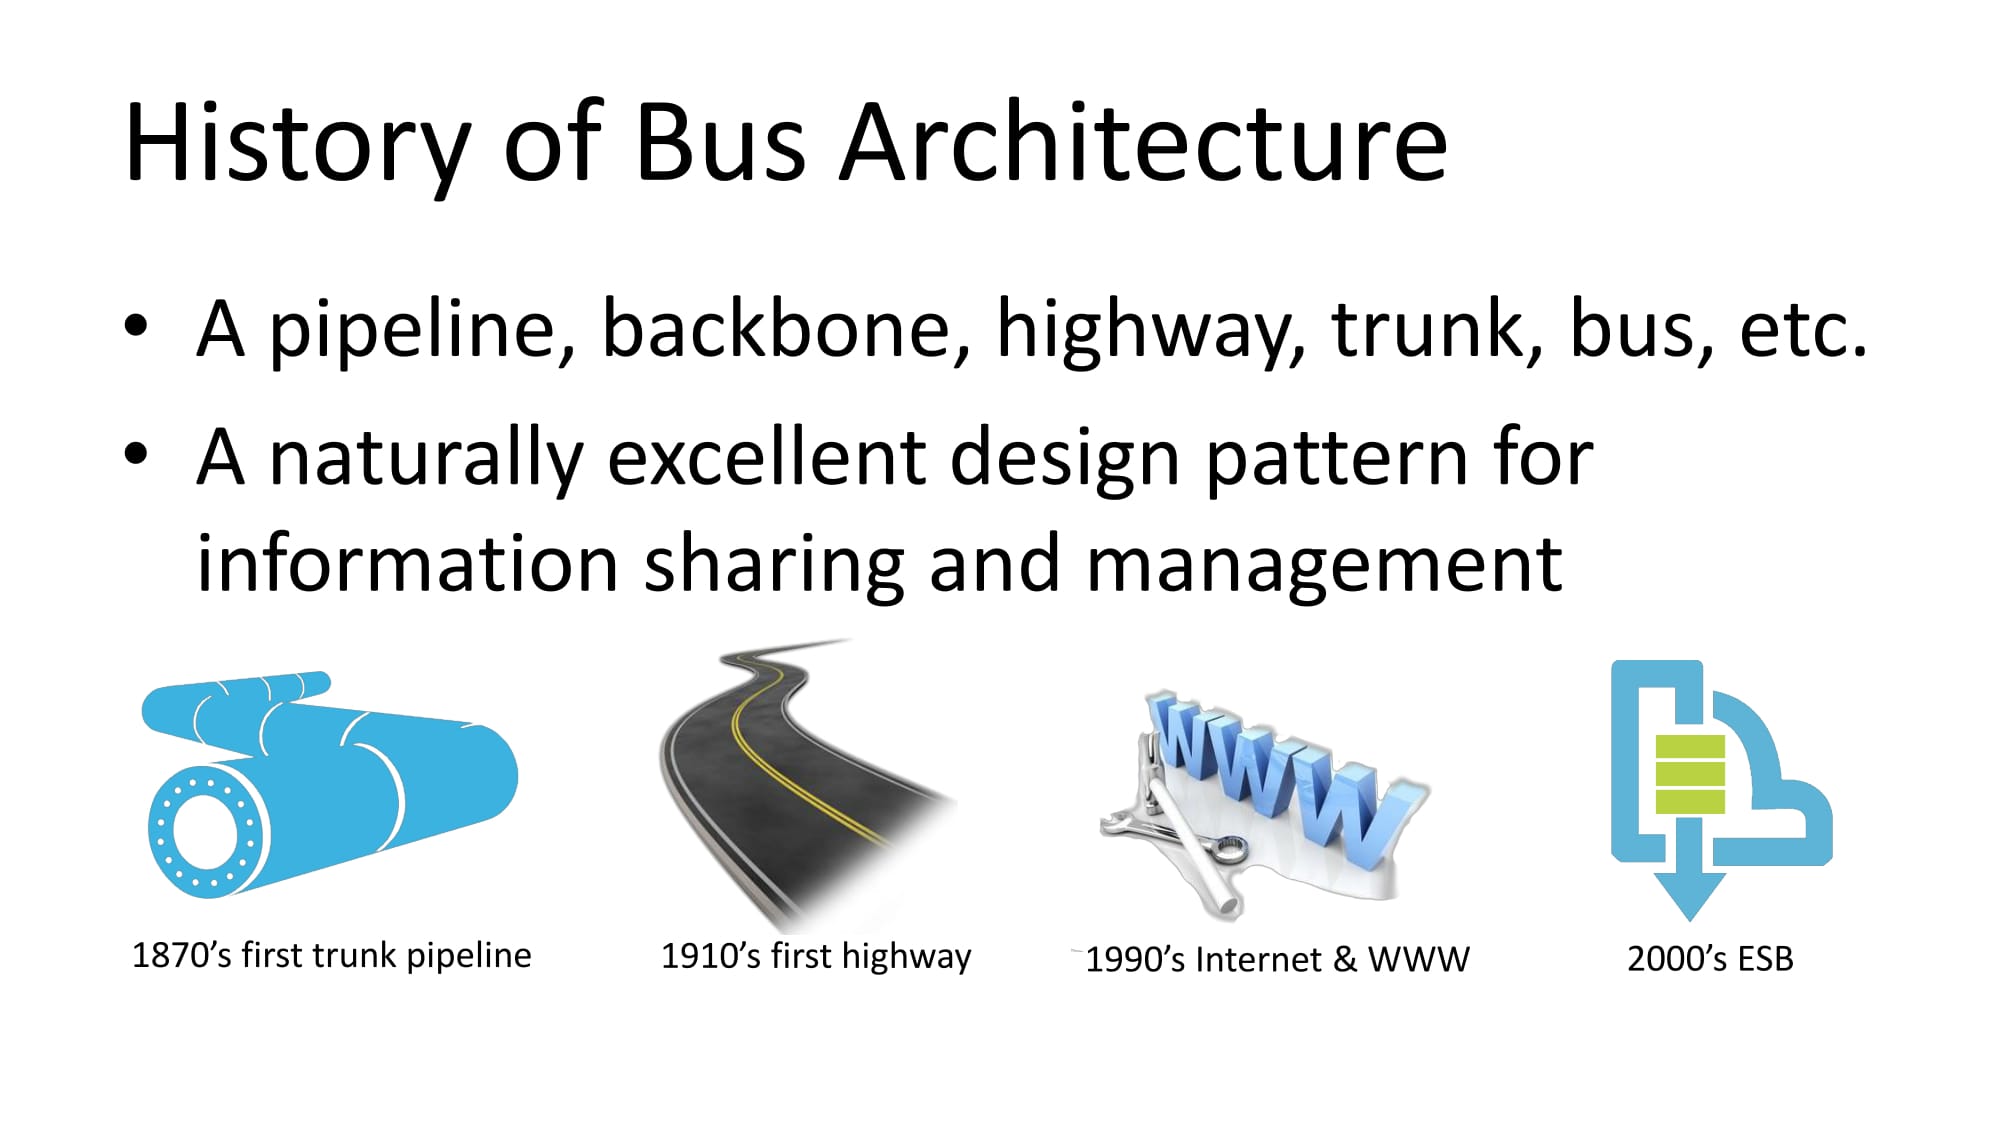 History of Bus Architecture
• A pipeline, backbone, highway, trunk, bus, etc.
• A naturally excellent design pattern for
information sharing and management
WWW
1870’s first trunk pipeline
1910’s first highway
1990’s Internet & WWW
2000’s ESB